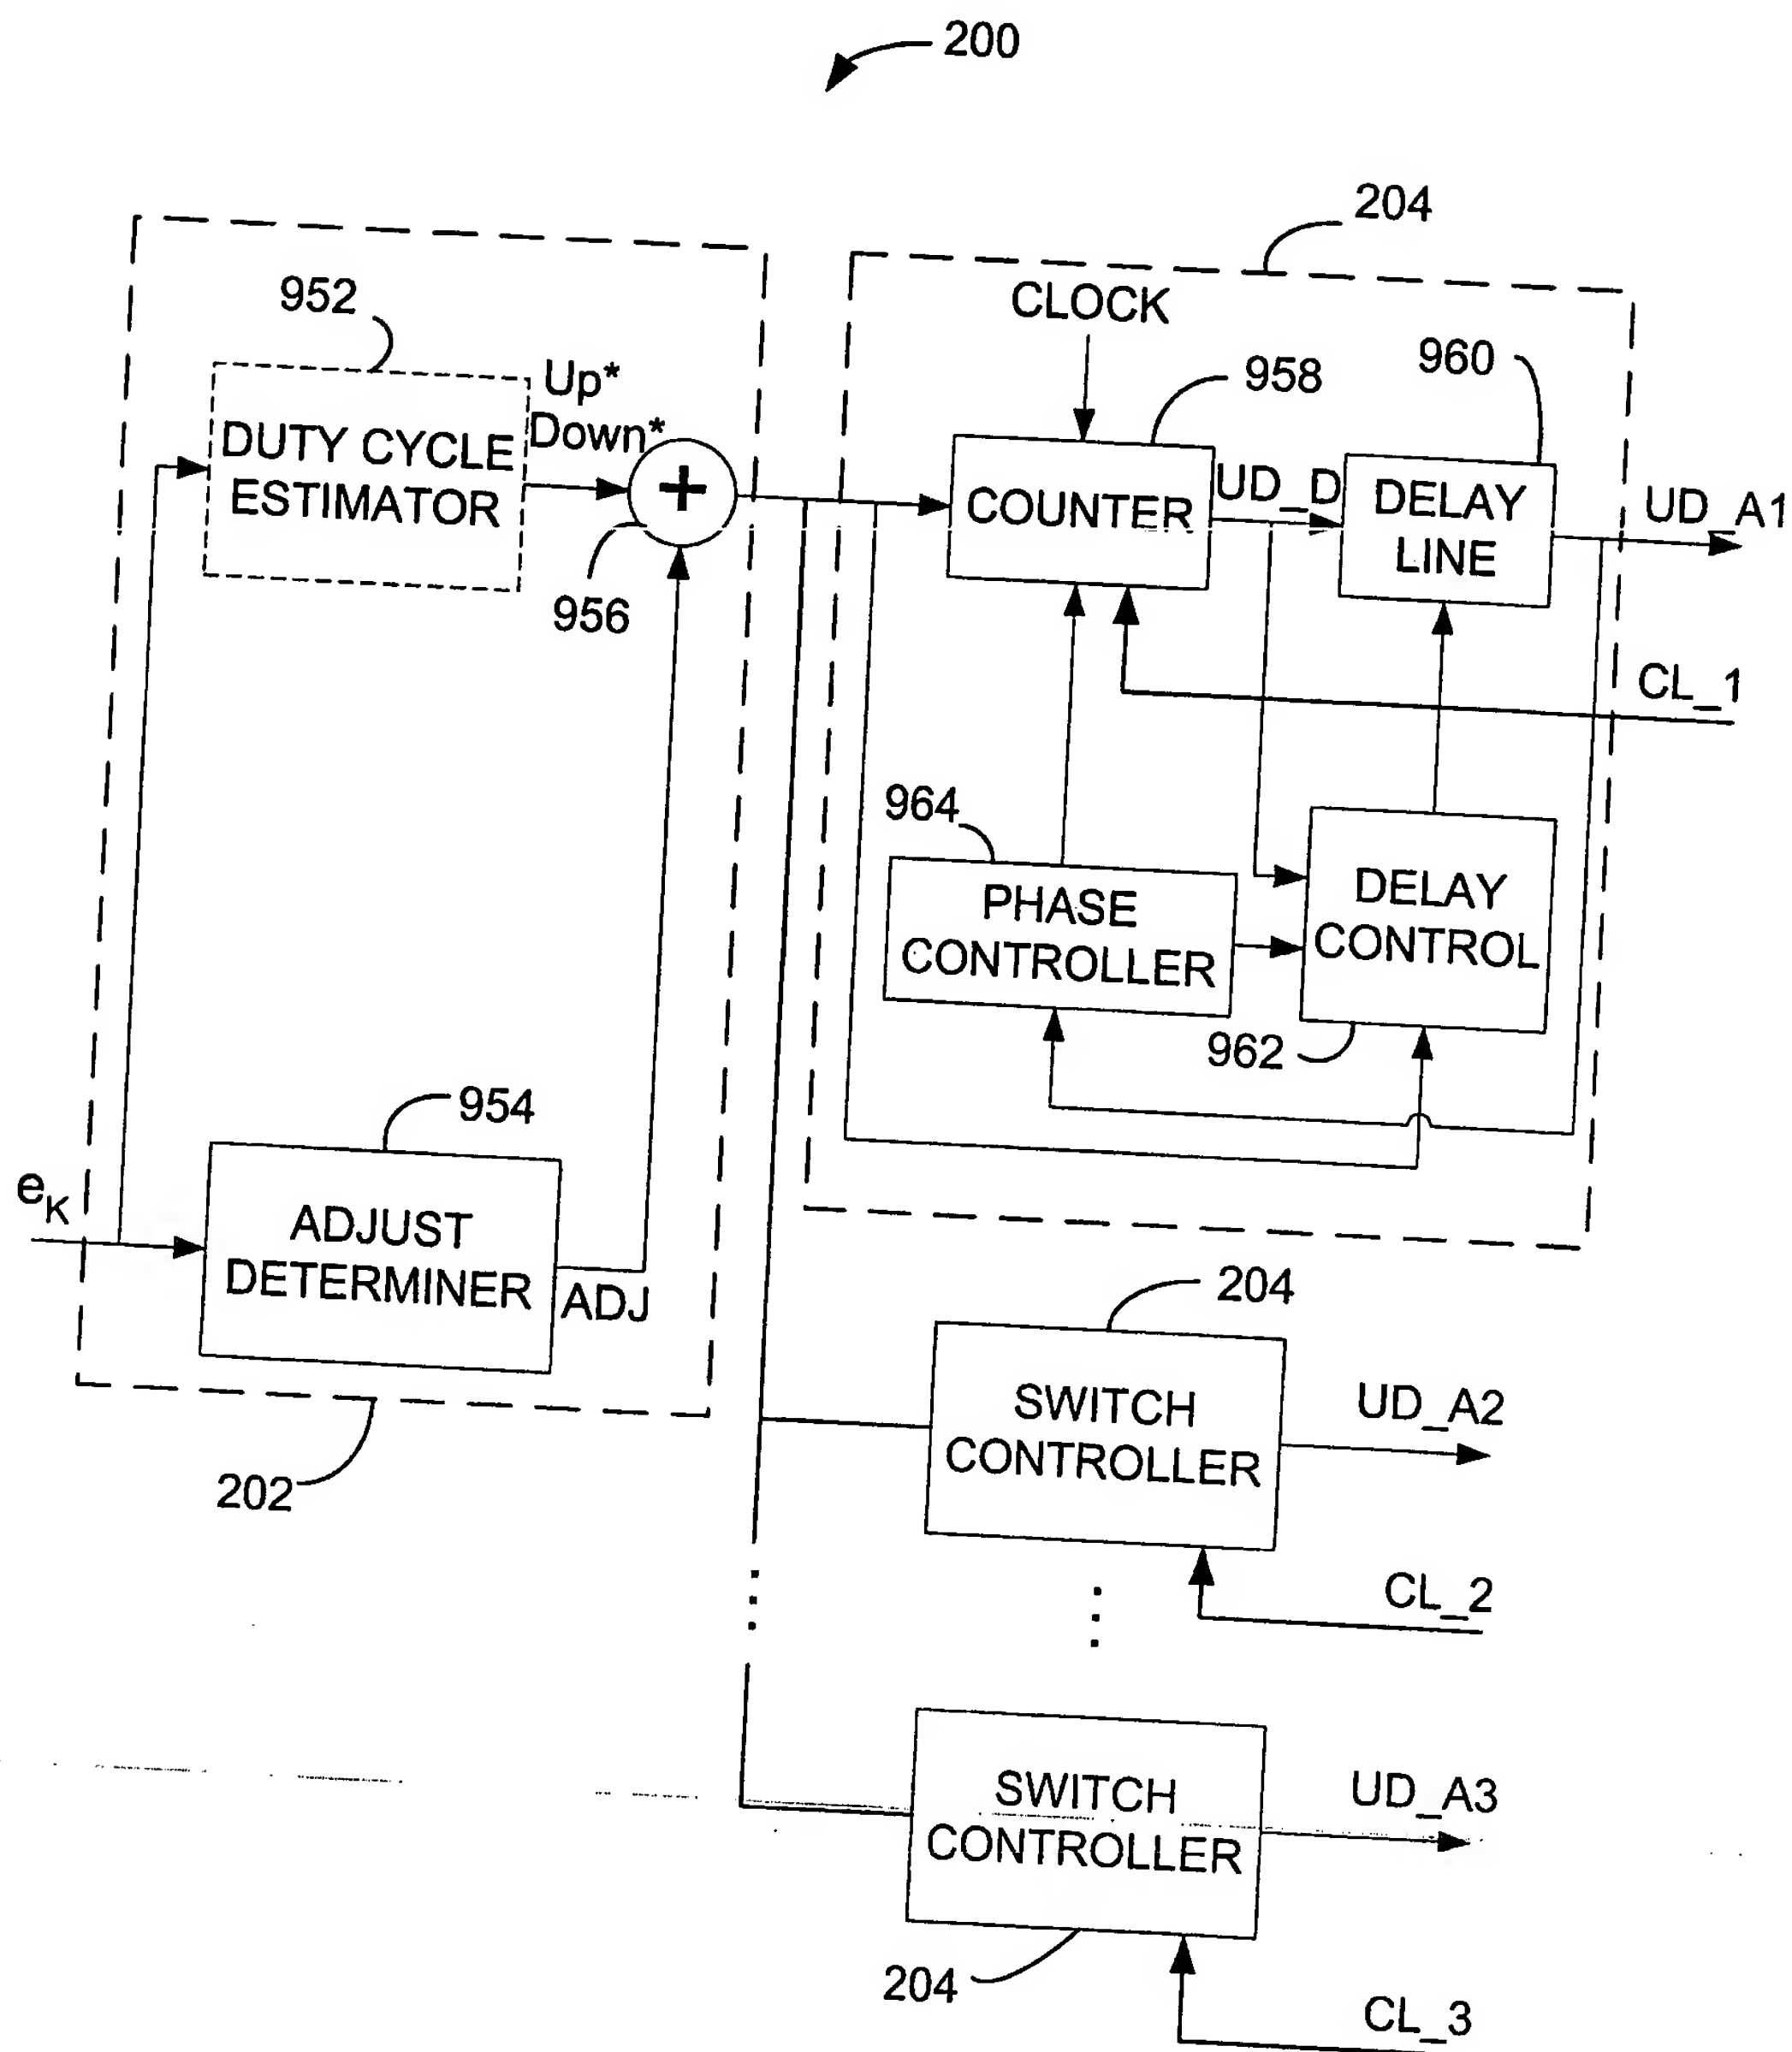 200
204
952
CLOCK
958
960
Up*
Down*
DUTY CYCLE
ESTIMATOR
+
956
COUNTER
UD_D
DELAY
LINE
UD_A1
CL_1
964
PHASE
CONTROLLER
DELAY
CONTROL
962
954
eK
ADJUST
DETERMINER
ADJ
202
204
SWITCH
CONTROLLER
UD_A2
CL_2
SWITCH
CONTROLLER
UD_A3
204
CL_3